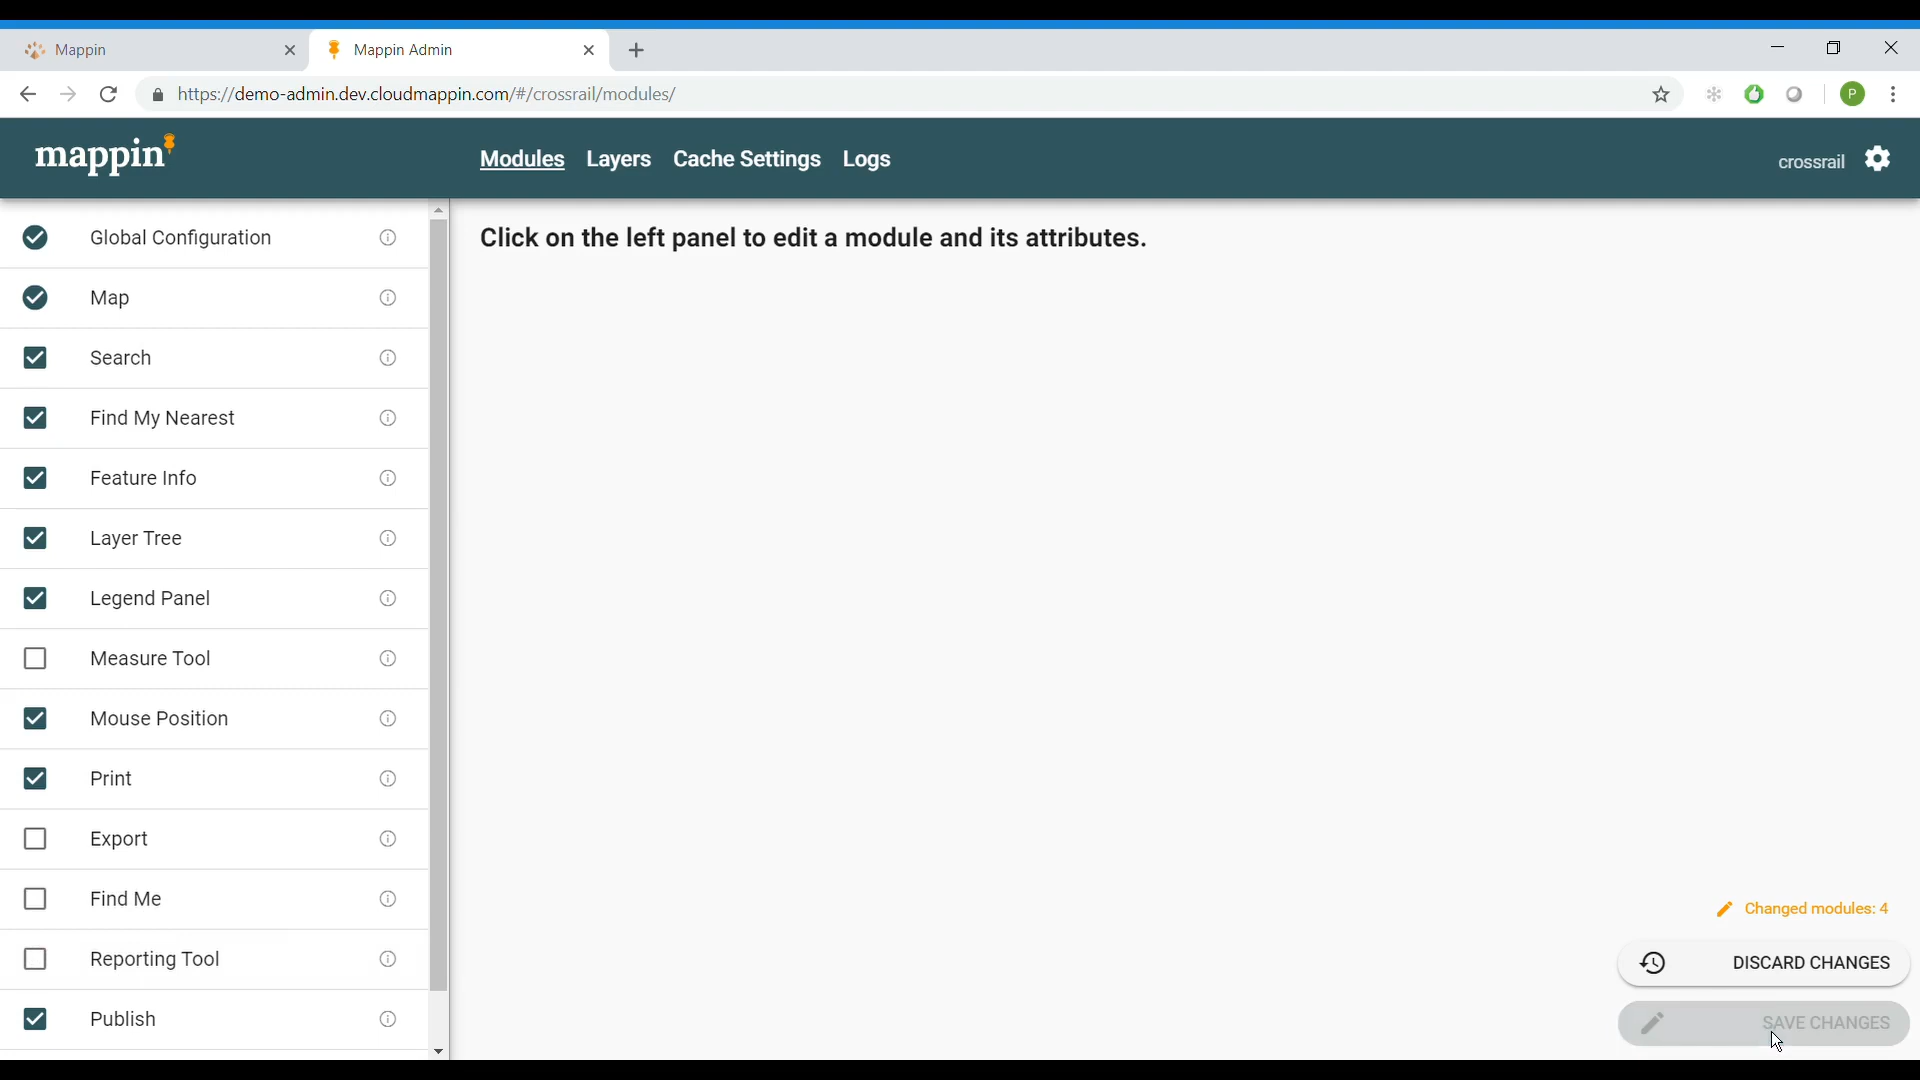 Mappin
Mappin Admin
https://demo-admin.dev.cloudmappin.com/#/crossrail/modules/
P
mappin
Modules
Layers
Cache Settings
Logs
crossrail
Global Configuration
Map
Search
Find My Nearest
Feature Info
Layer Tree
Legend Panel
Measure Tool
Mouse Position
Print
Export
Find Me
Reporting Tool
Publish
Click on the left panel to edit a module and its attributes.
Changed modules: 4
DISCARD CHANGES
SAVE CHANGES